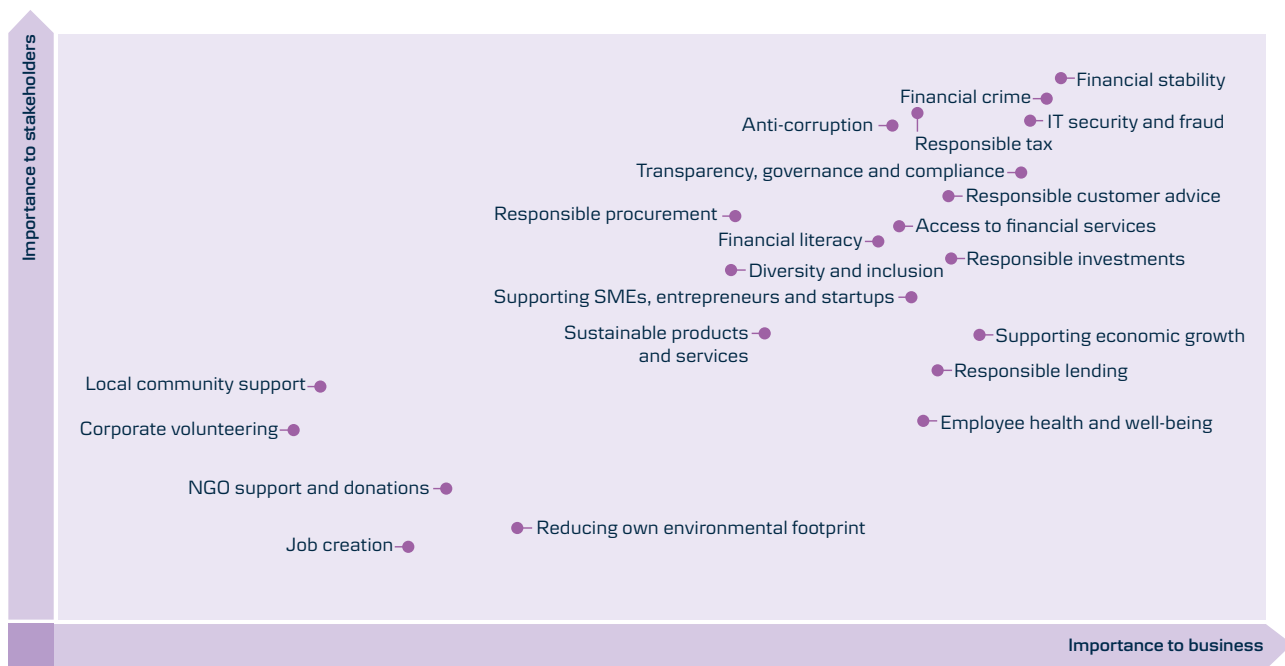 Importance to stakeholders
Financial stability
Financial crime
IT security and fraud
Anti-corruption
Responsible tax
Transparency, governance and compliance
Responsible customer advice
Responsible procurement
Access to financial services
Financial literacy
Responsible investments
Diversity and inclusion
Supporting SMEs, entrepreneurs and startups
Sustainable products
and services
Supporting economic growth
Responsible lending
Local community support
Employee health and well-being
Corporate volunteering
NGO support and donations
Reducing own environmental footprint
Job creation
Importance to business